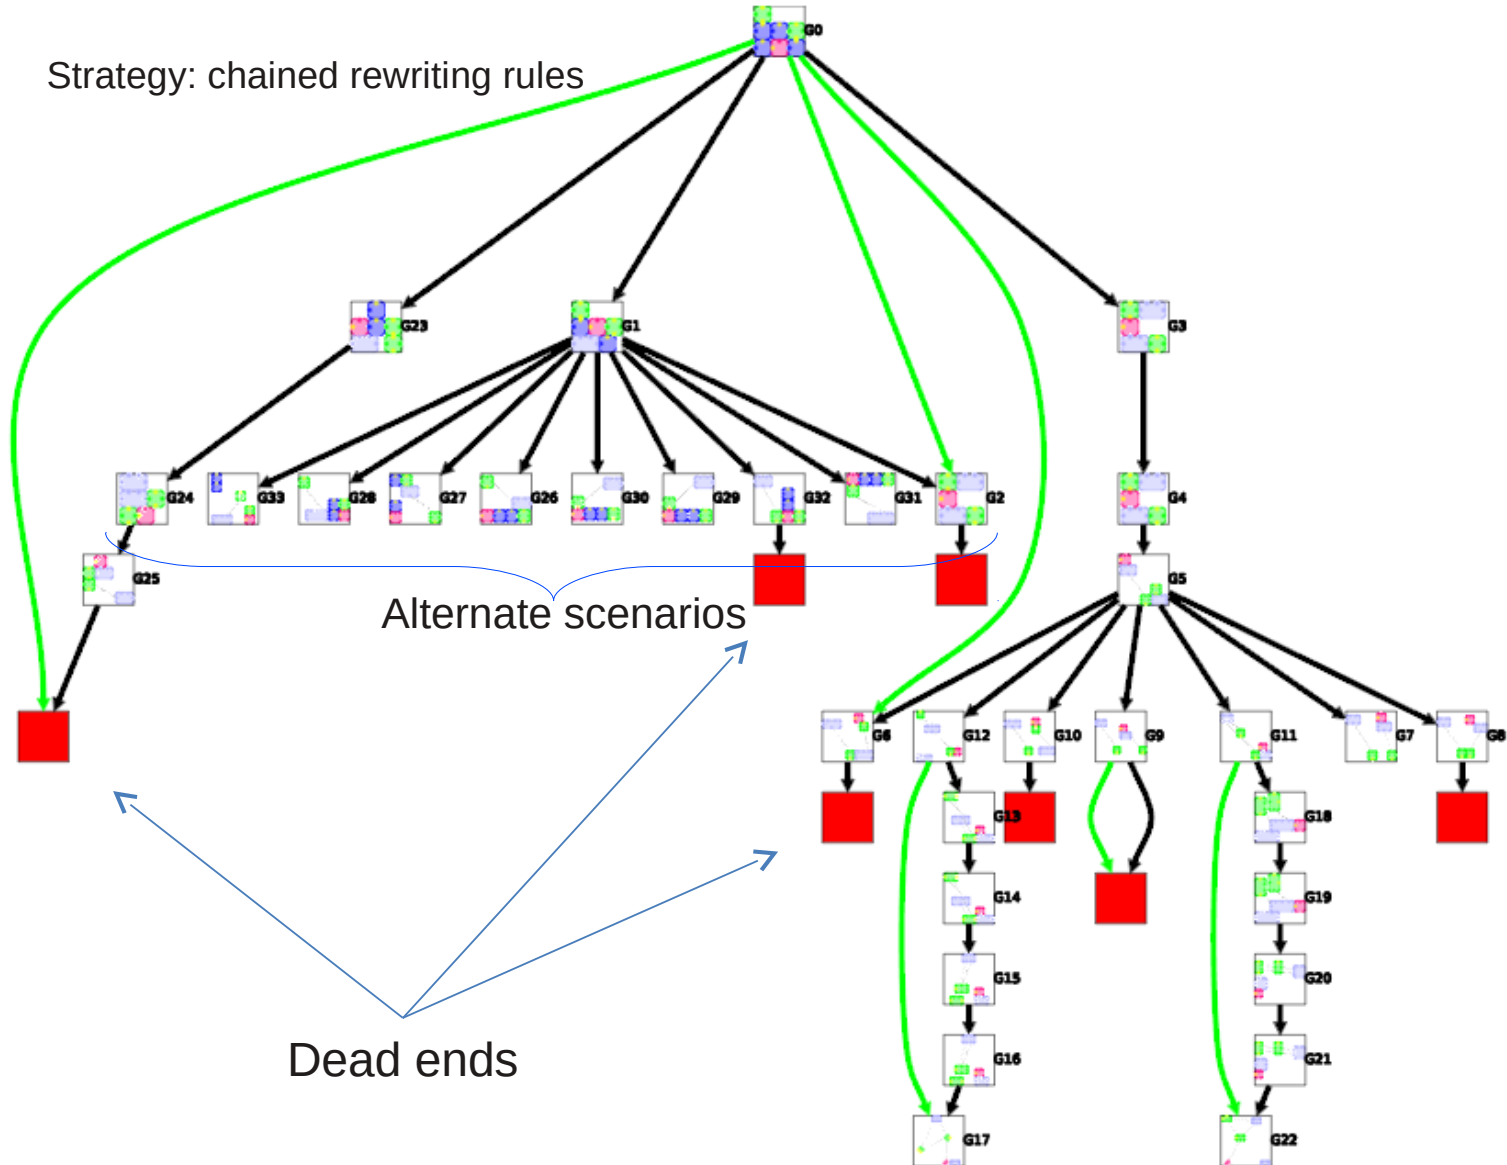 G0
Strategy: chained rewriting rules
G23
G1
G3
G24
G33
G28
G27
G26
G30
G29
G32
G31
G2
G4
G25
G5
Alternate scenarios
G6
G12
G10
G9
G11
G7
G8
G13
G18
G14
G19
G15
G20
Dead ends
G16
G21
G17
G22